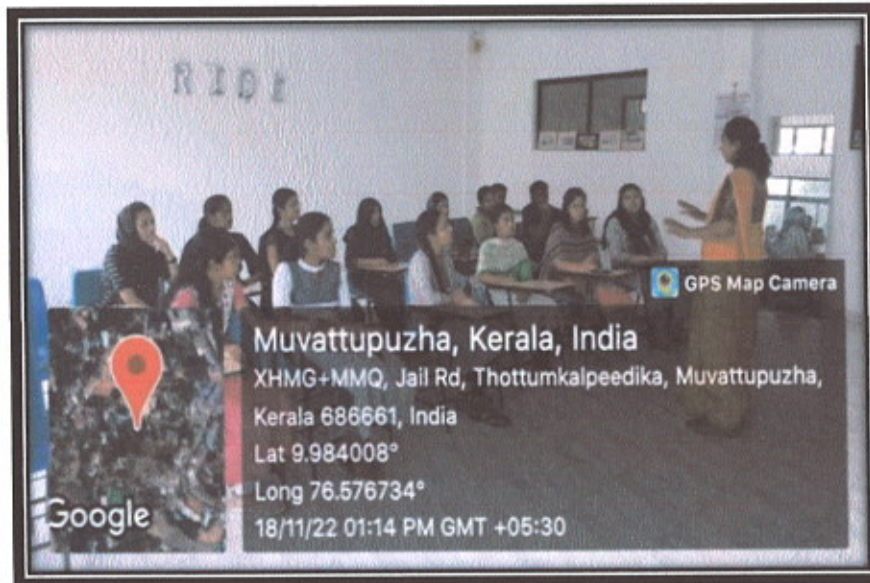 RIDE
GPS Map Camera
Muvattupuzha, Kerala, India
XHMG+MMQ, Jail Rd, Thottumkalpeedika, Muvattupuzha,
Kerala 686661, India
Lat 9.984008°
Long 76.576734°
18/11/22 01:14 PM GMT +05:30
Google